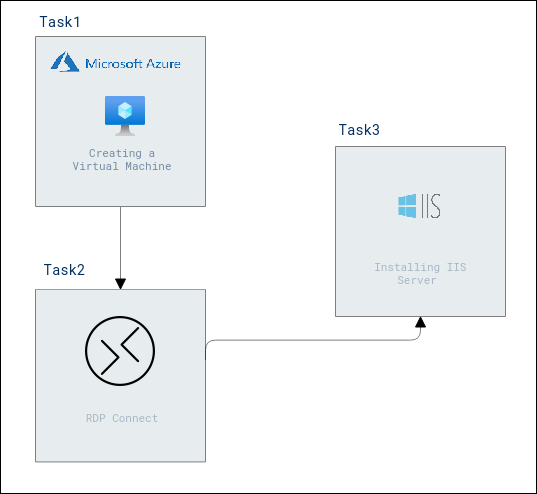 Task1
Microsoft Azure
Creating a
Virtual Machine
Task2
RDP Connect
Task3
IIS
Installing IIS
Server